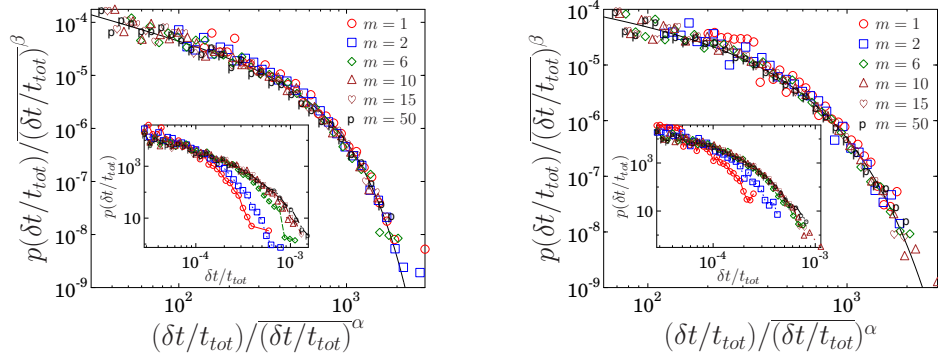 10^-4
10^-5
10^-6
10^-7
10^-8
10^-9
10^2
10^3
p(δt/t_tot)/\overline{(δt/t_tot)}^β
(δt/t_tot)/\overline{(δt/t_tot)}^α
m = 1
m = 2
m = 6
m = 10
m = 15
p m = 50
p(δt/t_tot)
10^3
10
10^-4
10^-3
δt/t_tot
10^-4
10^-5
10^-6
10^-7
10^-8
10^-9
10^2
10^3
p(δt/t_tot)/\overline{(δt/t_tot)}^β
(δt/t_tot)/\overline{(δt/t_tot)}^α
m = 1
m = 2
m = 6
m = 10
m = 15
p m = 50
p(δt/t_tot)
10^3
10
10^-4
10^-3
δt/t_tot